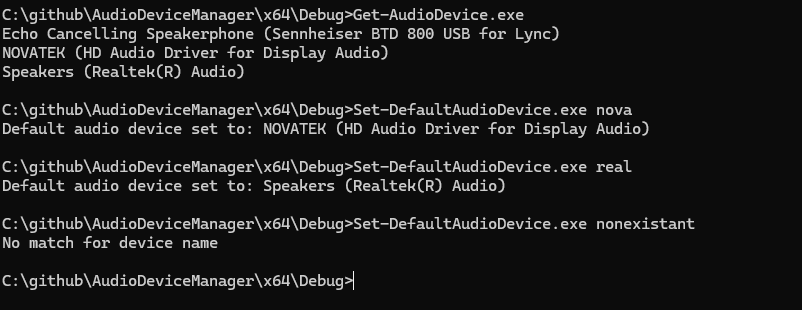 C:\github\AudioDeviceManager\x64\Debug>Get-AudioDevice.exe
Echo Cancelling Speakerphone (Sennheiser BTD 800 USB for Lync)
NOVATEK (HD Audio Driver for Display Audio)
Speakers (Realtek(R) Audio)
C:\github\AudioDeviceManager\x64\Debug>Set-DefaultAudioDevice.exe nova
Default audio device set to: NOVATEK (HD Audio Driver for Display Audio)
C:\github\AudioDeviceManager\x64\Debug>Set-DefaultAudioDevice.exe real
Default audio device set to: Speakers (Realtek(R) Audio)
C:\github\AudioDeviceManager\x64\Debug>Set-DefaultAudioDevice.exe nonexistant
No match for device name
C:\github\AudioDeviceManager\x64\Debug>